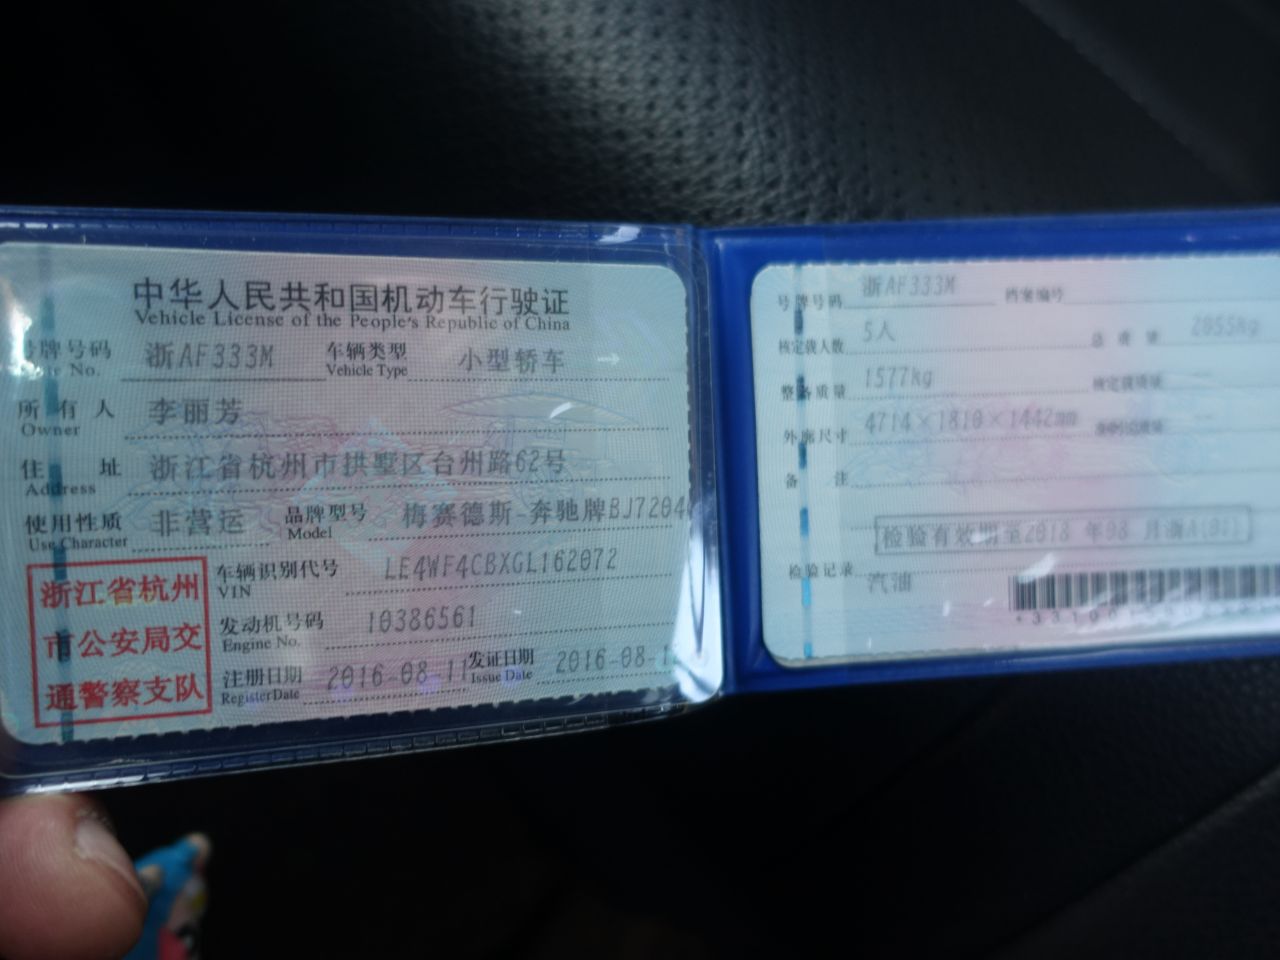 中华人民共和国机动车行驶证
Vehicle License of the People's Republic of China
号牌号码 浙AF333M 车辆类型 小型轿车
No. Vehicle Type
所有人 李丽芳
Owner
住址 浙江省杭州市拱墅区台州路62号
Address
使用性质 非营运 品牌型号 梅赛德斯-奔驰牌BJ7204
Use Character Model
浙江省杭州
市公安局交
通警察支队
车辆识别代号 LE4WF4CBXGL162072
VIN
发动机号码 10386561
Engine No.
注册日期 2016-08-11 发证日期 2016-08-1
Register Date Issue Date
号牌号码 浙AF333M 档案编号
核定载人数 5人 总质量 2055kg
整备质量 1577kg 核定载质量
外廓尺寸 4714×1810×1442mm
备注
检验有效期至2018年08月浙A(01)
检验记录
汽油